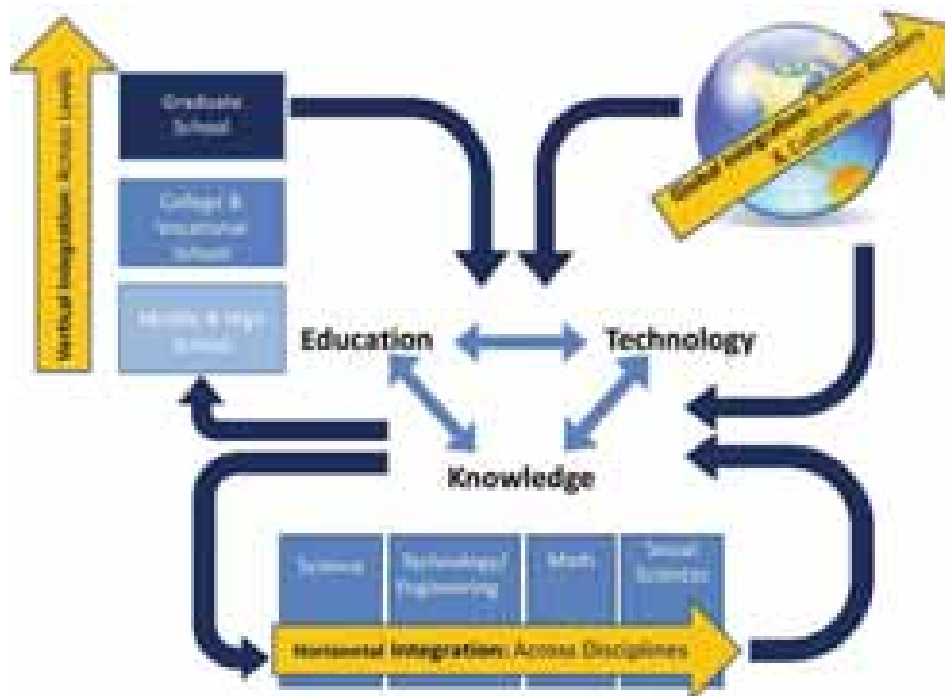 Vertical Integration: Across Levels
Graduate
School
College &
Vocational
School
Middle & High
School
Global Integration: Across Borders
& Cultures
Education
Technology
Knowledge
Science
Technology/
Engineering
Math
Social
Sciences
Horizontal Integration: Across Disciplines